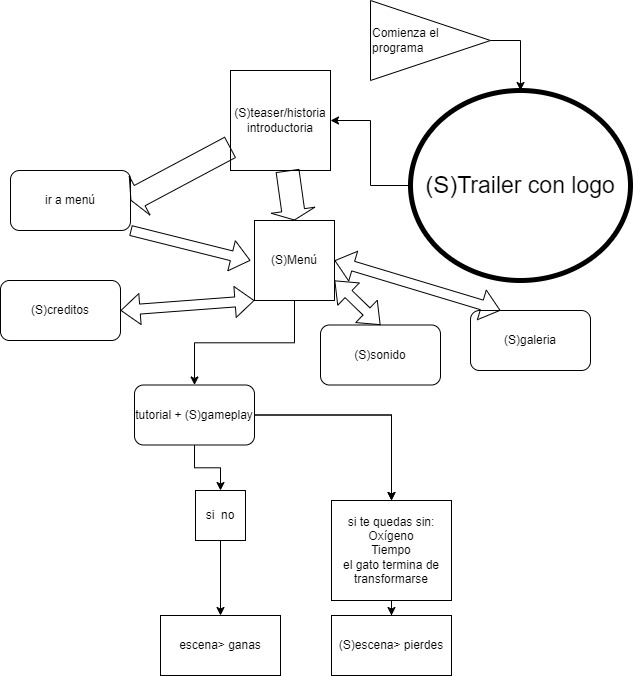 Comienza el
programa
(S)teaser/historia
introductoria
(S)Trailer con logo
ir a menú
(S)Menú
(S)creditos
(S)sonido
(S)galeria
tutorial + (S)gameplay
si  no
si te quedas sin:
Oxígeno
Tiempo
el gato termina de
transformarse
escena> ganas
(S)escena> pierdes